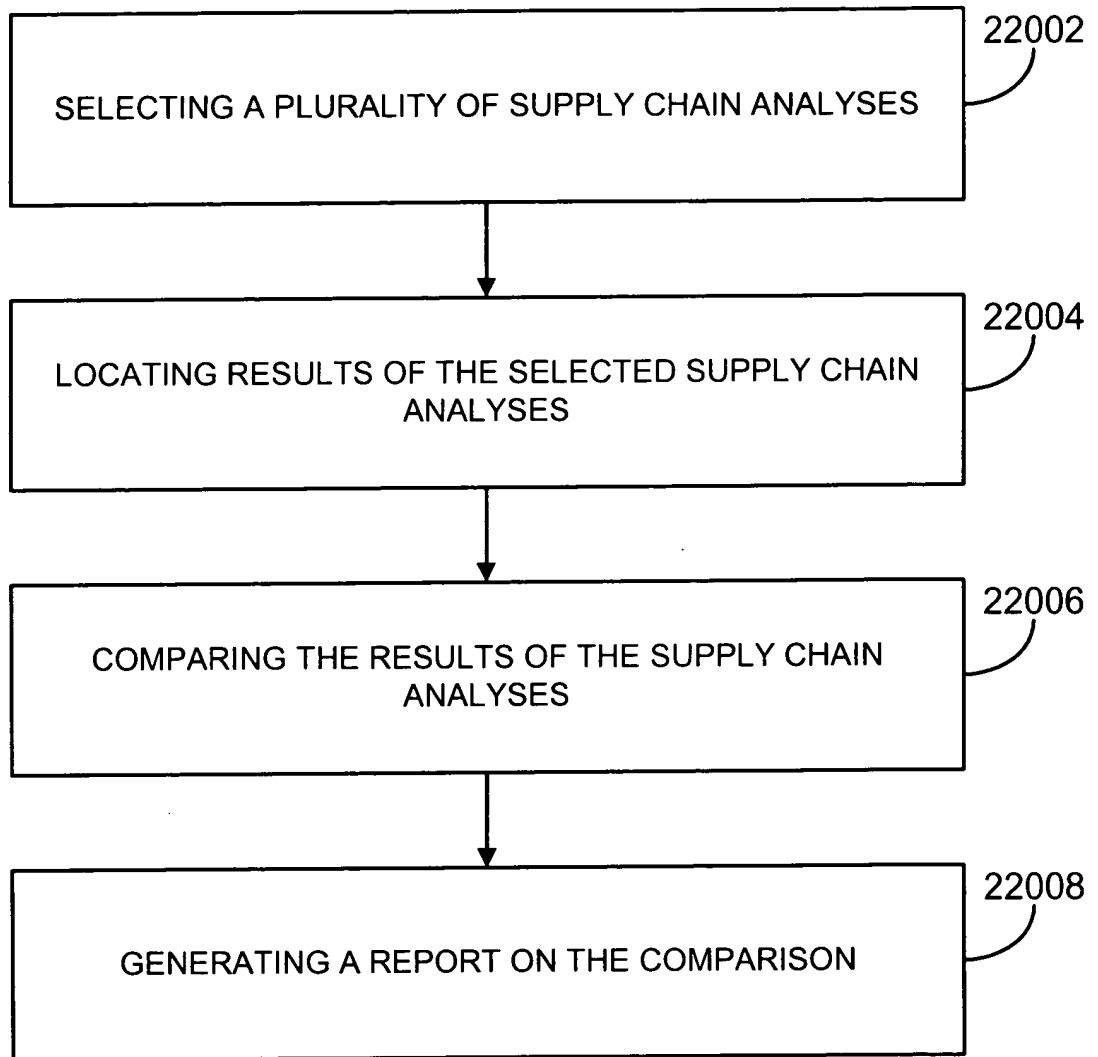 22002
SELECTING A PLURALITY OF SUPPLY CHAIN ANALYSES
22004
LOCATING RESULTS OF THE SELECTED SUPPLY CHAIN
ANALYSES
22006
COMPARING THE RESULTS OF THE SUPPLY CHAIN
ANALYSES
22008
GENERATING A REPORT ON THE COMPARISON